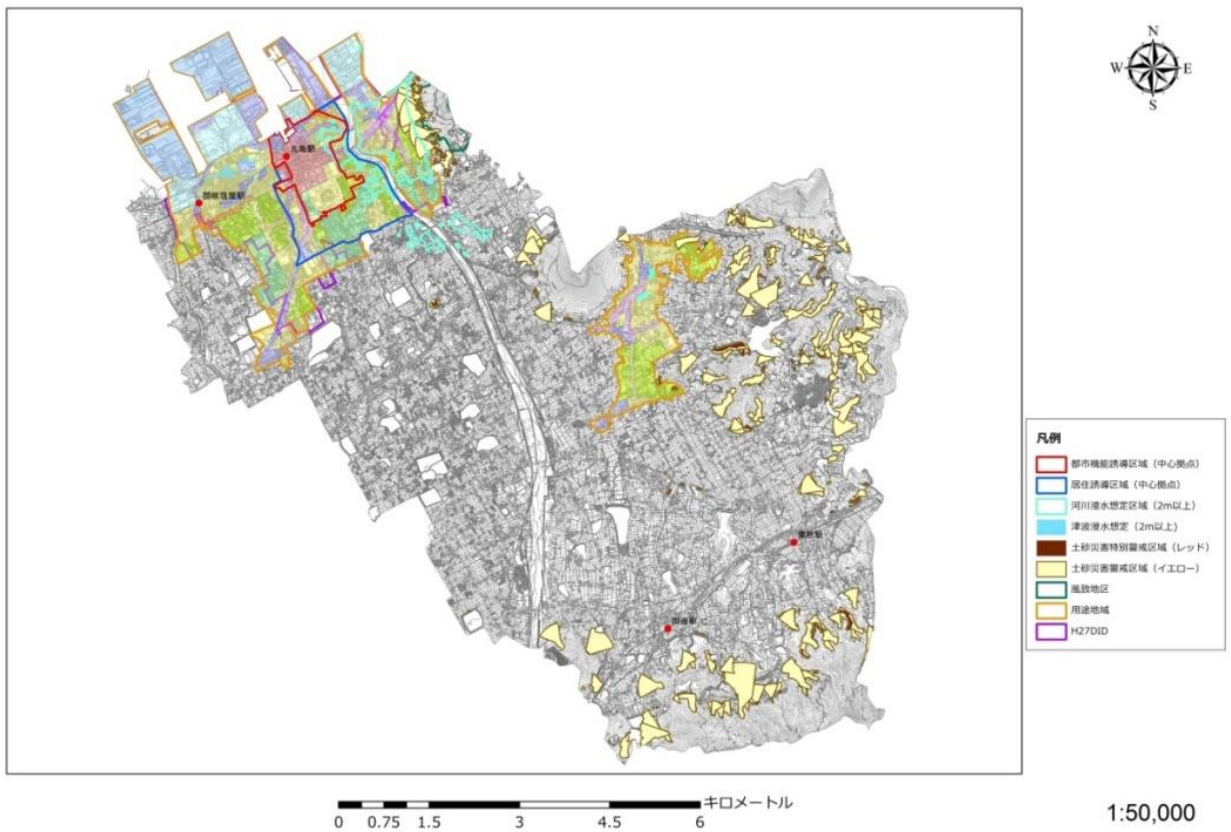 N
W E
S
丸亀駅
讃岐塩屋駅
栗熊駅
岡田駅
凡例
都市機能誘導区域（中心拠点）
居住誘導区域（中心拠点）
河川浸水想定区域（2m以上）
津波浸水想定（2m以上）
土砂災害特別警戒区域（レッド）
土砂災害警戒区域（イエロー）
風致地区
用途地域
H27DID
キロメートル
0 0.75 1.5 3 4.5 6
1:50,000